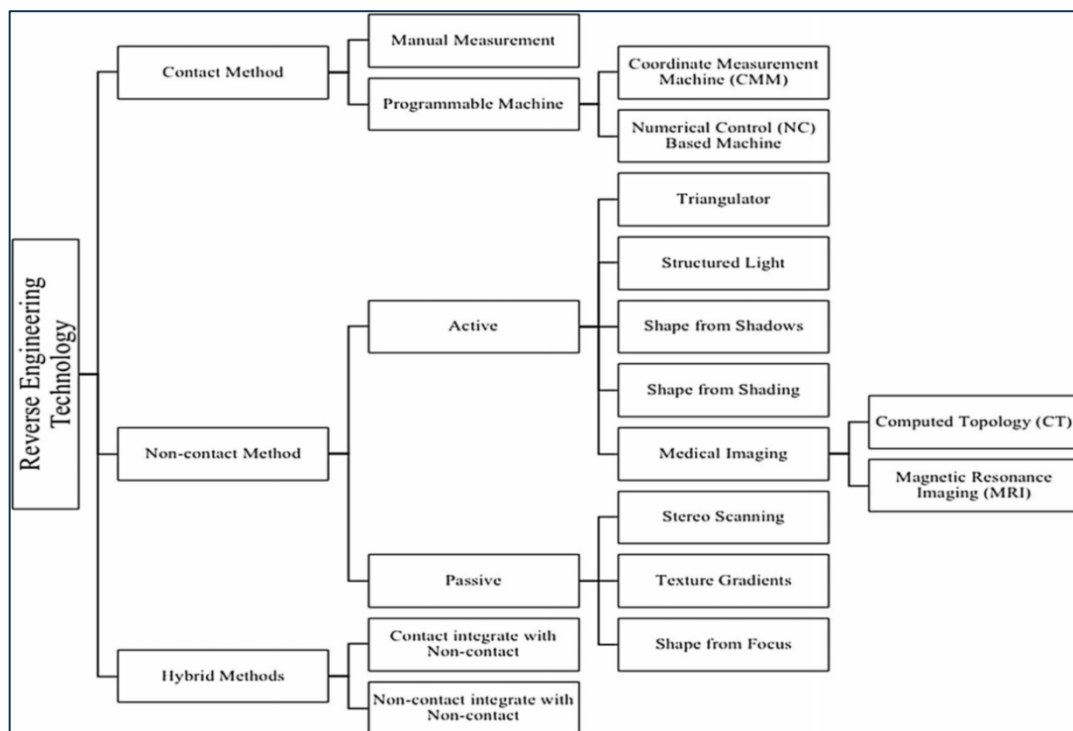 Reverse Engineering
Technology
Contact Method
Manual Measurement
Programmable Machine
Coordinate Measurement
Machine (CMM)
Numerical Control (NC)
Based Machine
Non-contact Method
Active
Triangulator
Structured Light
Shape from Shadows
Shape from Shading
Medical Imaging
Computed Topology (CT)
Magnetic Resonance
Imaging (MRI)
Passive
Stereo Scanning
Texture Gradients
Shape from Focus
Hybrid Methods
Contact integrate with
Non-contact
Non-contact integrate with
Non-contact